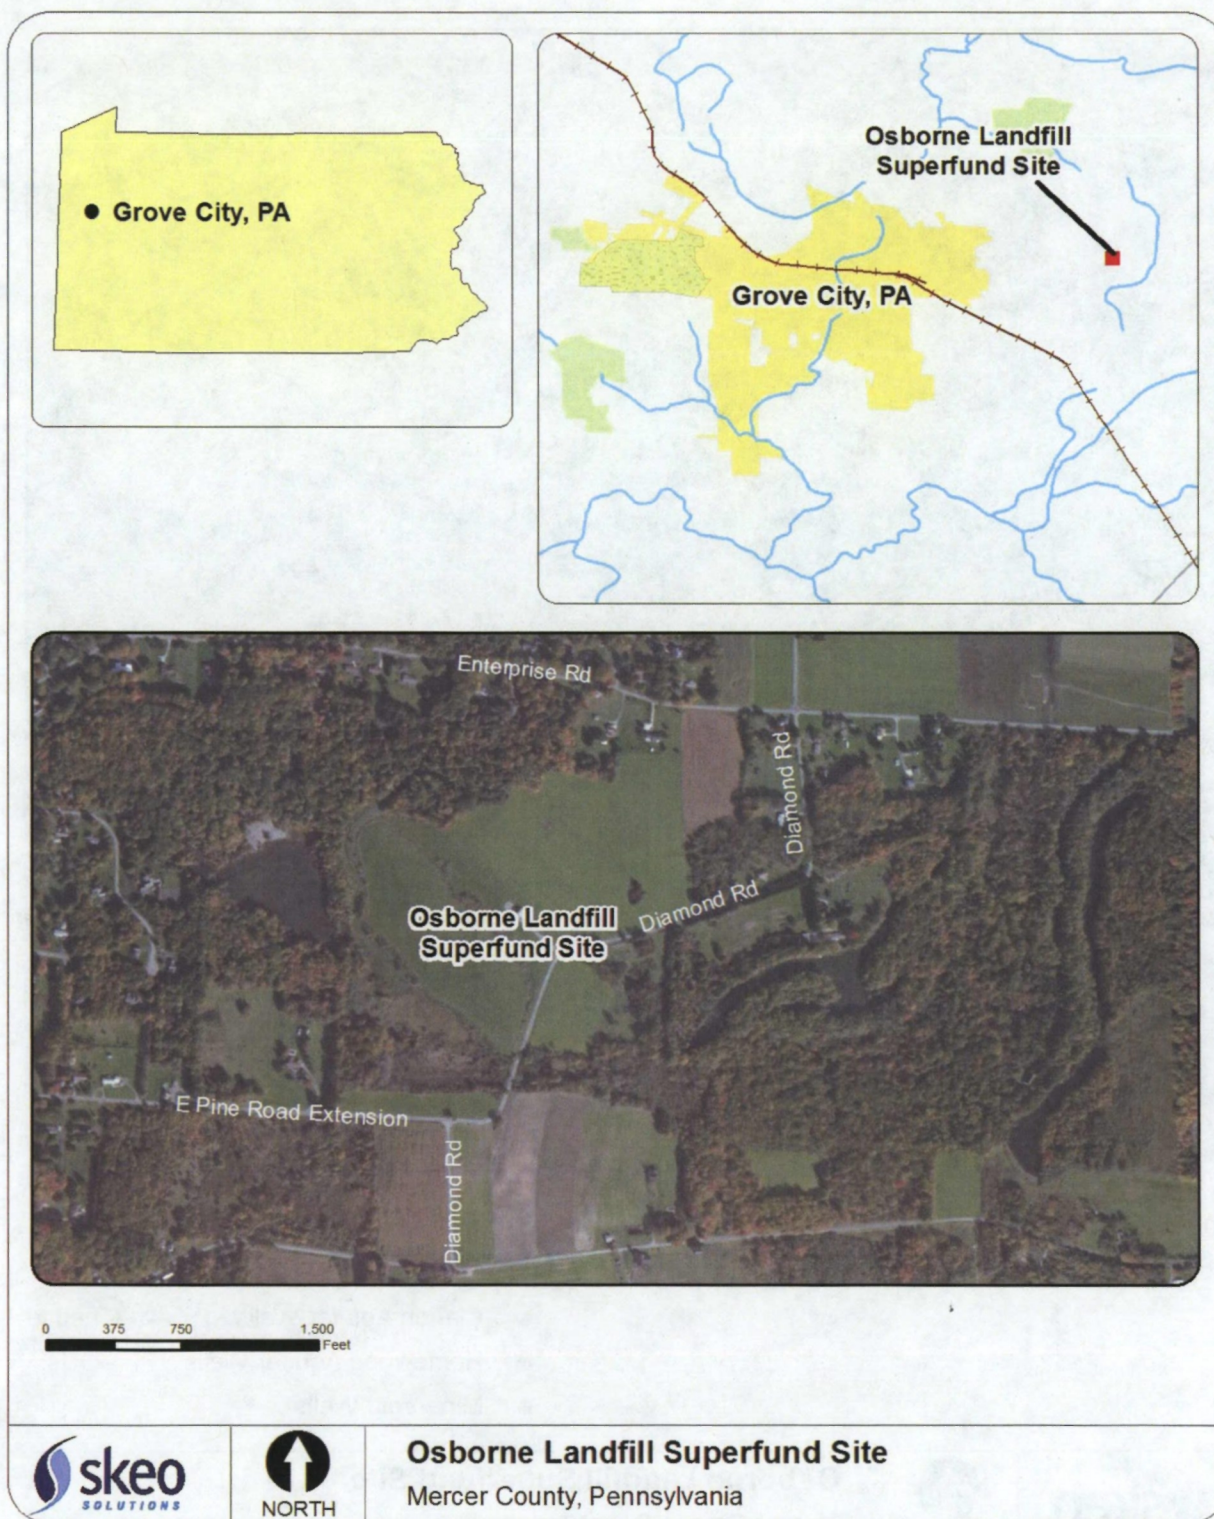 Grove City, PA
Osborne Landfill
Superfund Site
Grove City, PA
Enterprise Rd
Diamond Rd
Diamond Rd
Osborne Landfill
Superfund Site
E Pine Road Extension
Diamond Rd
0 375 750 1,500
Feet
skeo
SOLUTIONS
NORTH
Osborne Landfill Superfund Site
Mercer County, Pennsylvania